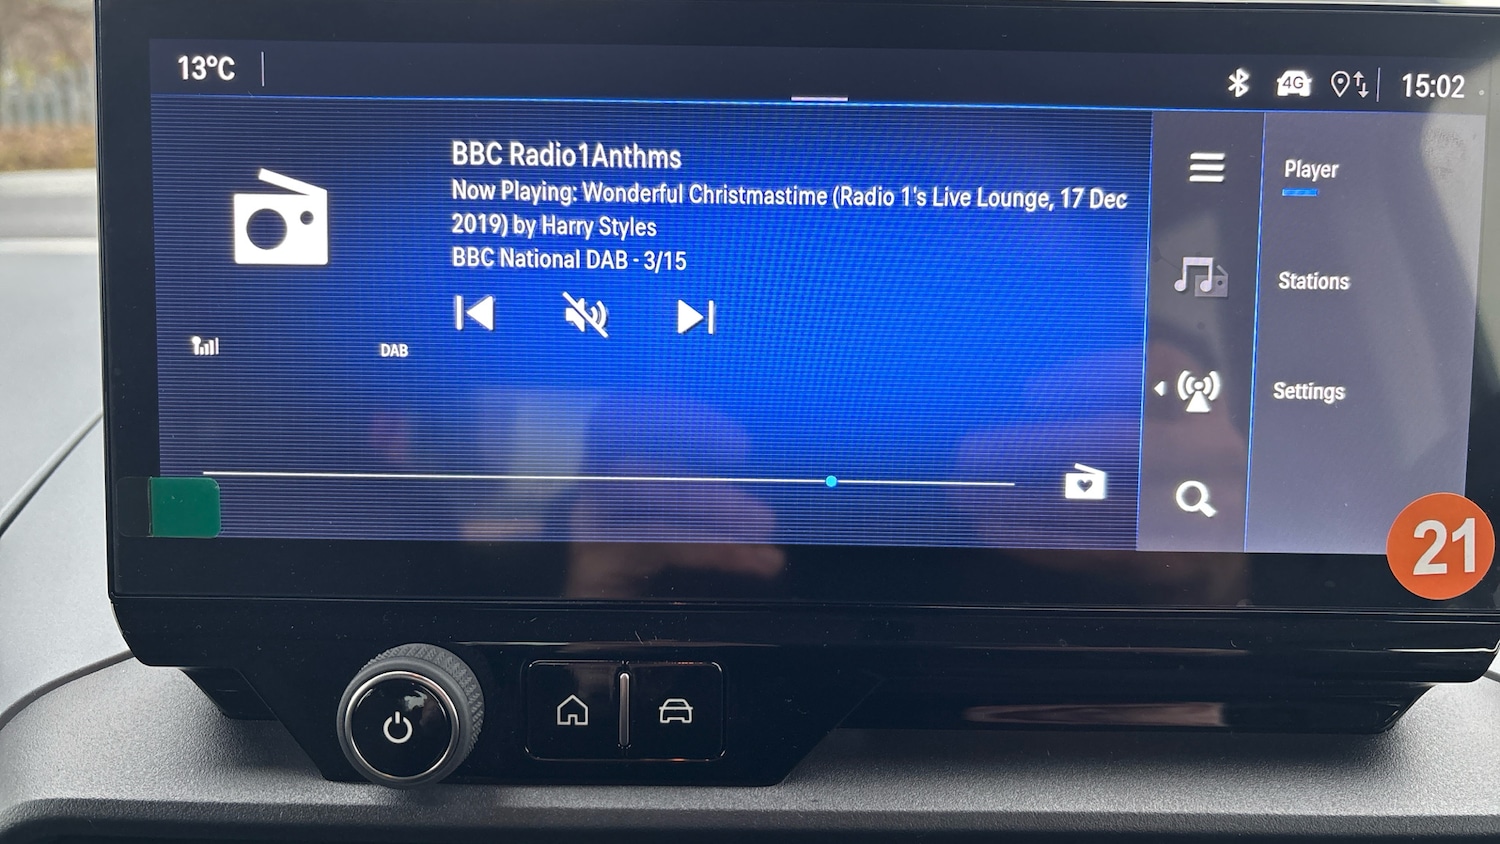 13°C
4G
15:02
BBC Radio1Anthms
Now Playing: Wonderful Christmastime (Radio 1's Live Lounge, 17 Dec
2019) by Harry Styles
BBC National DAB - 3/15
DAB
Player
Stations
Settings
21